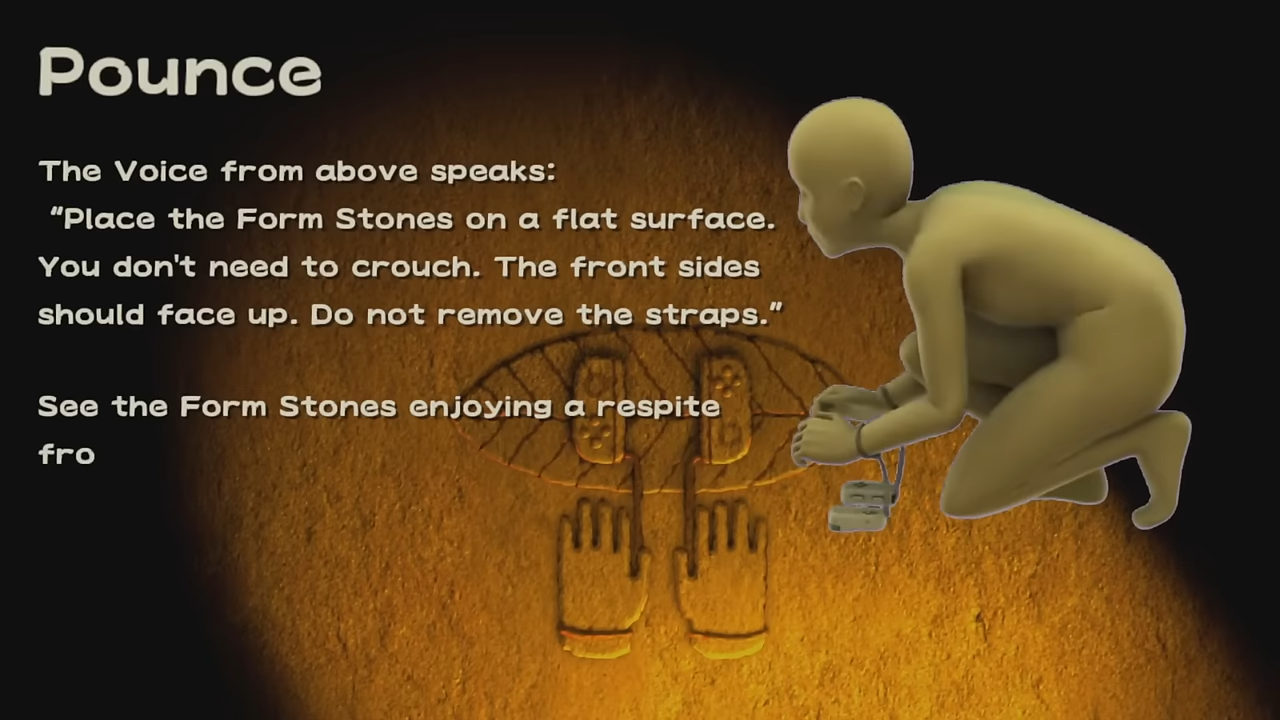 Pounce
The Voice from above speaks:
“Place the Form Stones on a flat surface.
You don't need to crouch. The front sides
should face up. Do not remove the straps.”
See the Form Stones enjoying a respite
fro